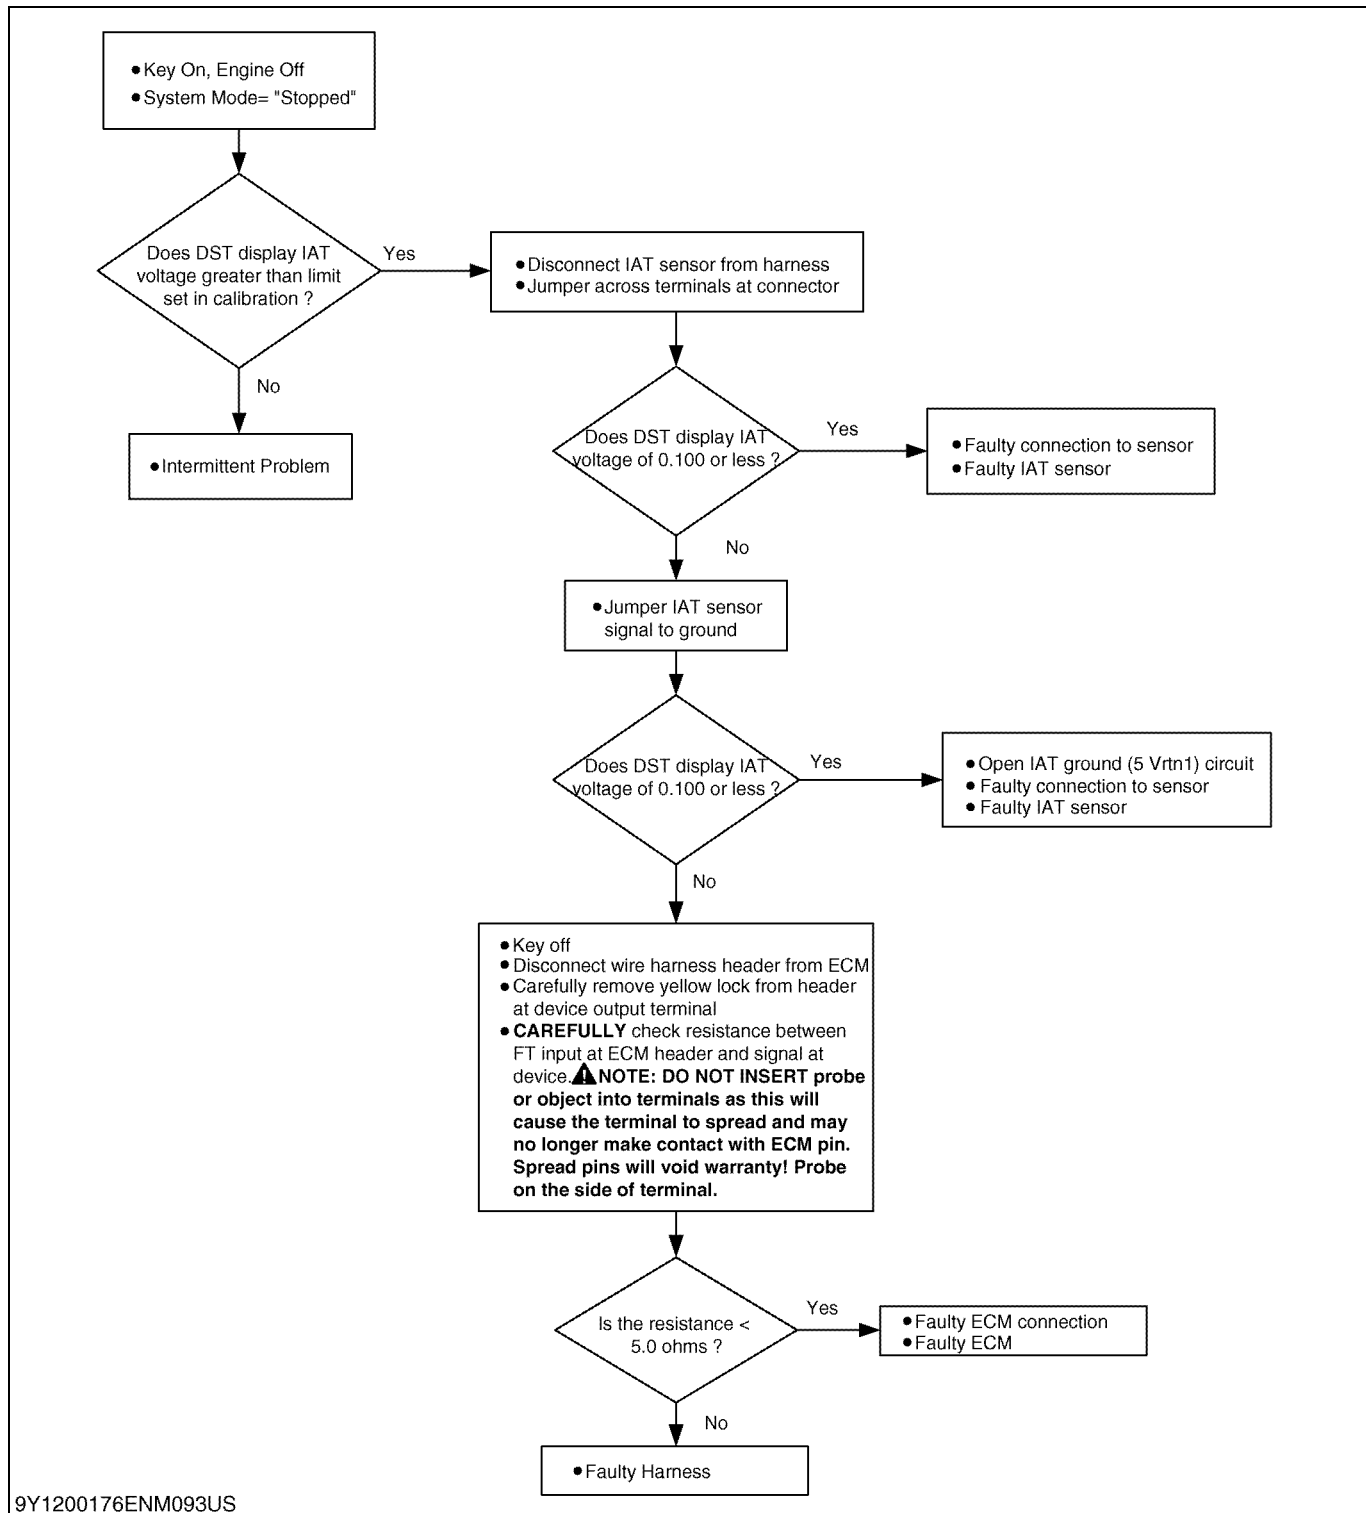 ● Key On, Engine Off
● System Mode= "Stopped"
Does DST display IAT
voltage greater than limit
set in calibration ?
Yes
● Disconnect IAT sensor from harness
● Jumper across terminals at connector
No
● Intermittent Problem
Does DST display IAT
voltage of 0.100 or less ?
Yes
● Faulty connection to sensor
● Faulty IAT sensor
No
● Jumper IAT sensor
signal to ground
Does DST display IAT
voltage of 0.100 or less ?
Yes
● Open IAT ground (5 Vrtn1) circuit
● Faulty connection to sensor
● Faulty IAT sensor
No
● Key off
● Disconnect wire harness header from ECM
● Carefully remove yellow lock from header
at device output terminal
● CAREFULLY check resistance between
FT input at ECM header and signal at
device. ⚠ NOTE: DO NOT INSERT probe
or object into terminals as this will
cause the terminal to spread and may
no longer make contact with ECM pin.
Spread pins will void warranty! Probe
on the side of terminal.
Is the resistance <
5.0 ohms ?
Yes
● Faulty ECM connection
● Faulty ECM
No
● Faulty Harness
9Y1200176ENM093US